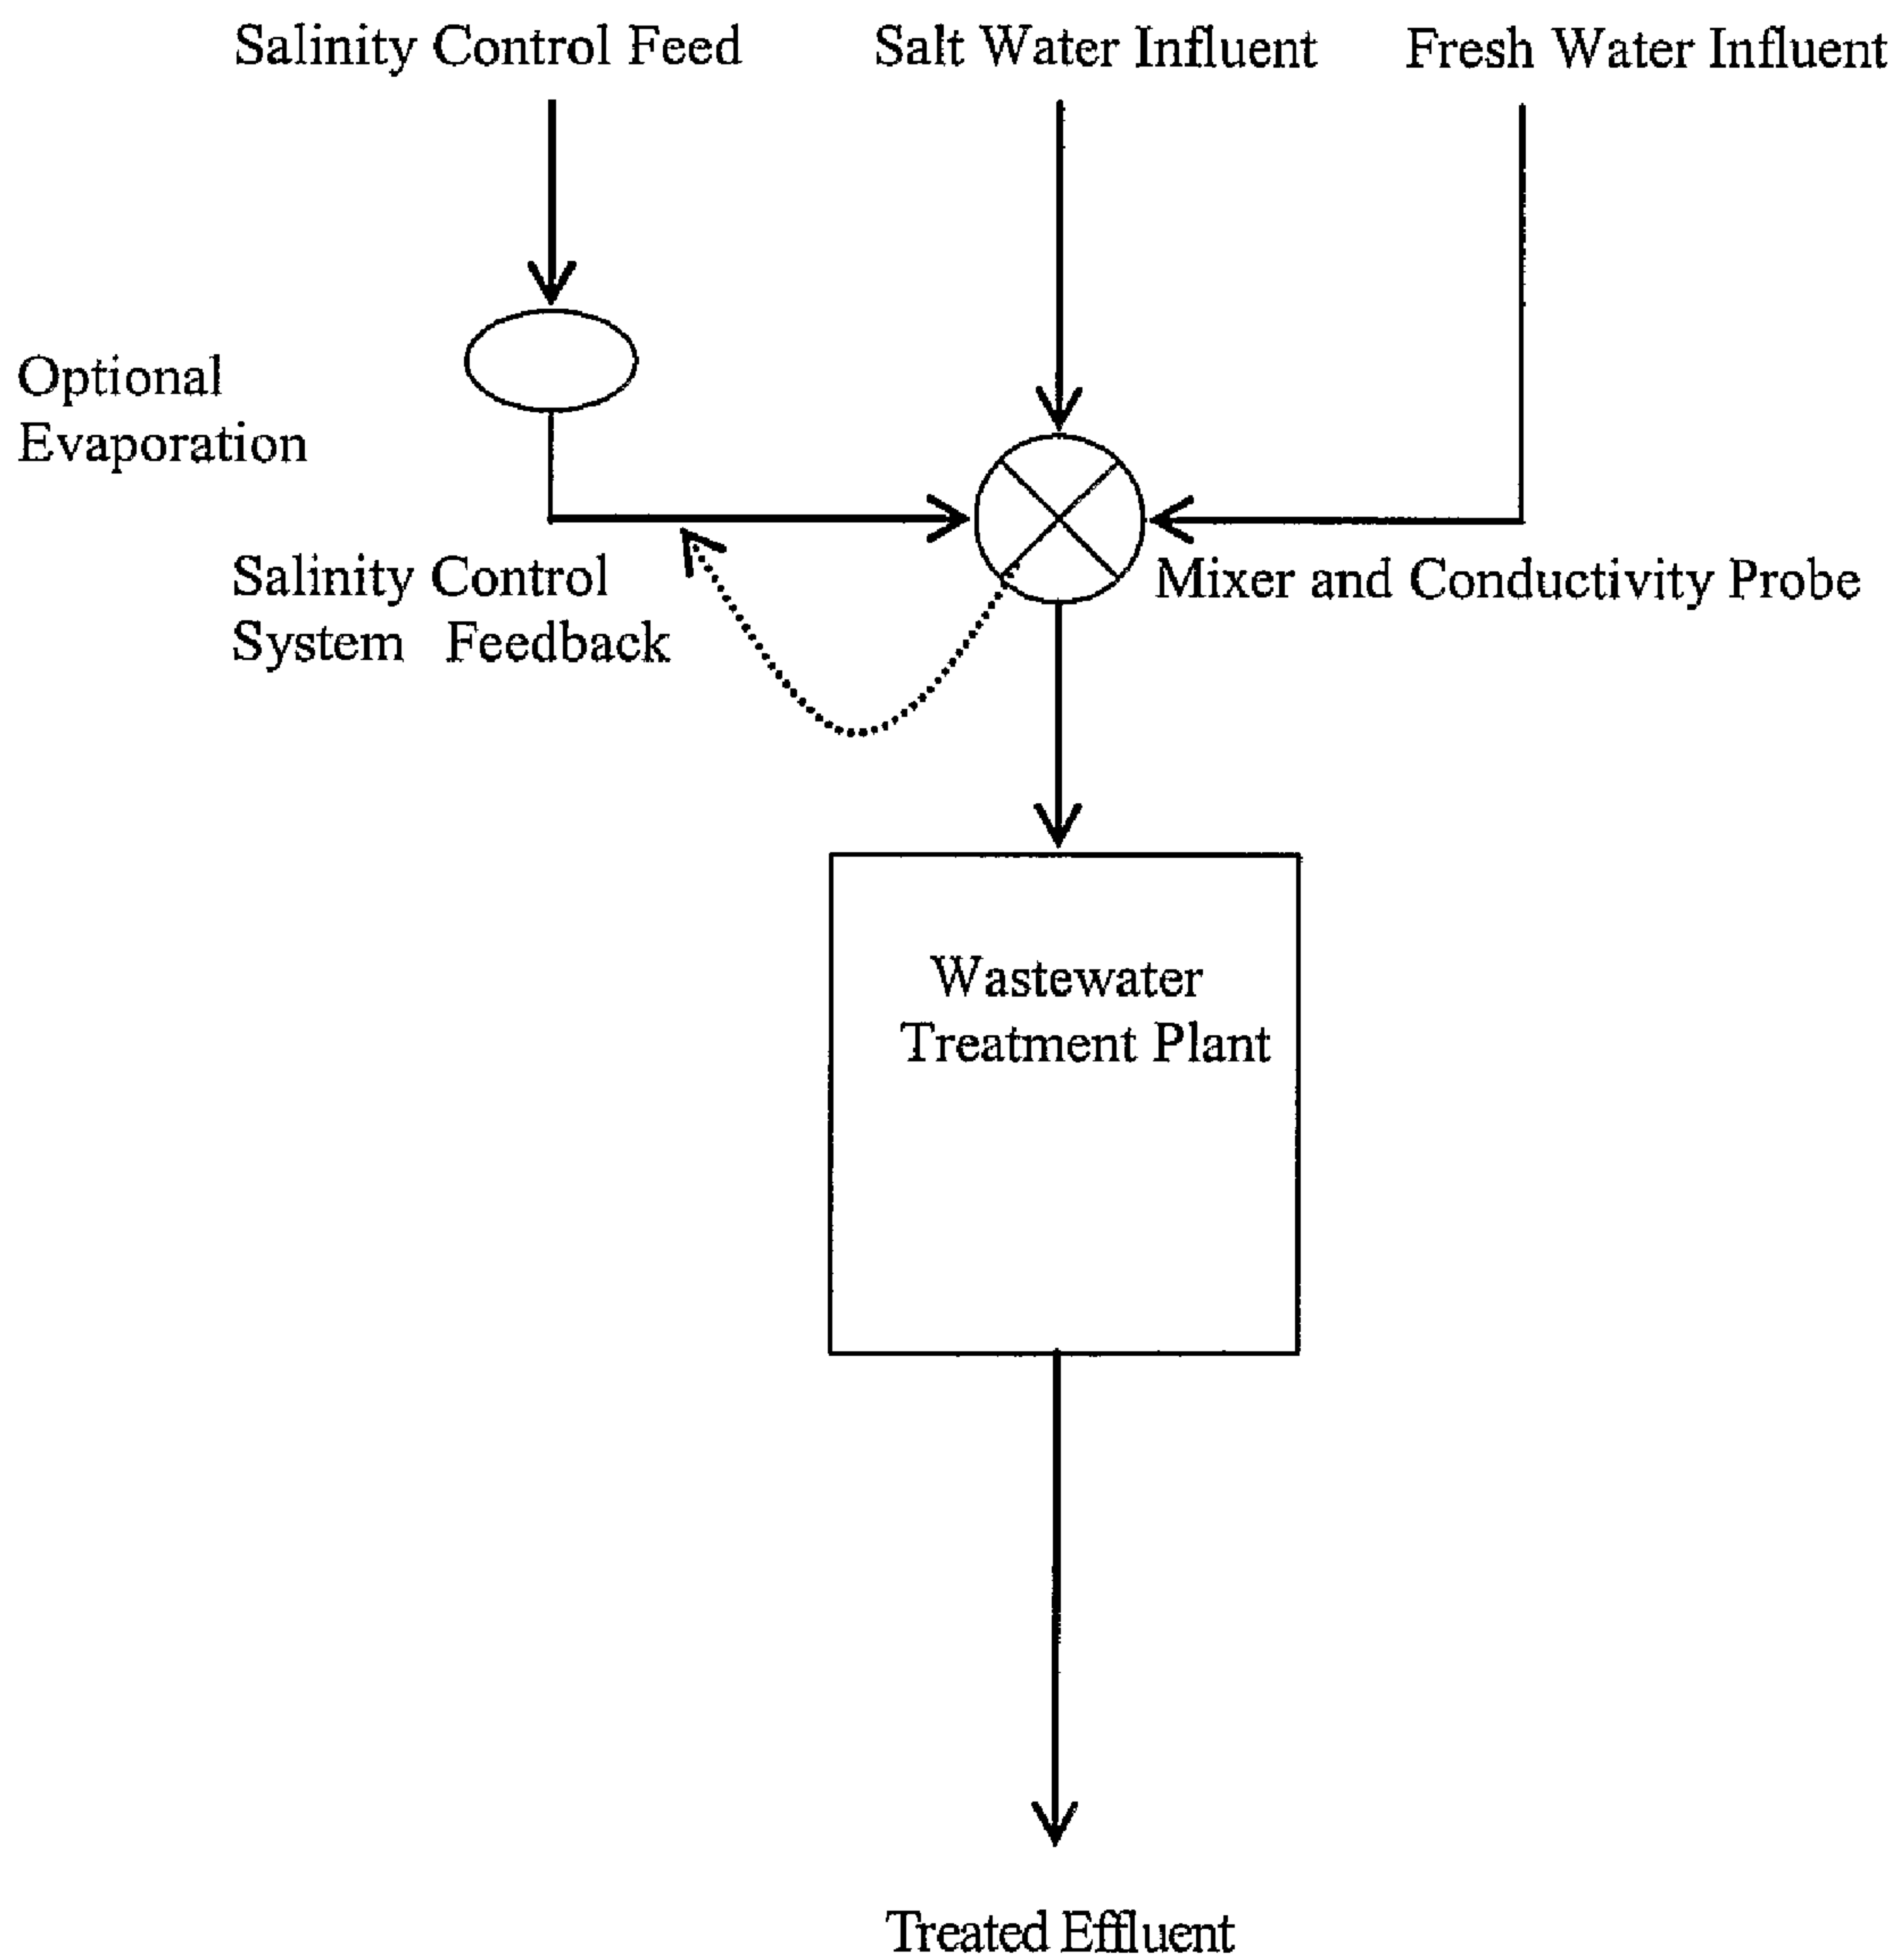 Salinity Control Feed
Salt Water Influent
Fresh Water Influent
Optional
Evaporation
Salinity Control
System Feedback
Mixer and Conductivity Probe
Wastewater
Treatment Plant
Treated Effluent